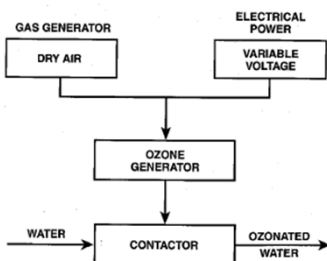 GAS GENERATOR
ELECTRICAL
POWER
DRY AIR
VARIABLE
VOLTAGE
OZONE
GENERATOR
WATER
CONTACTOR
OZONATED
WATER